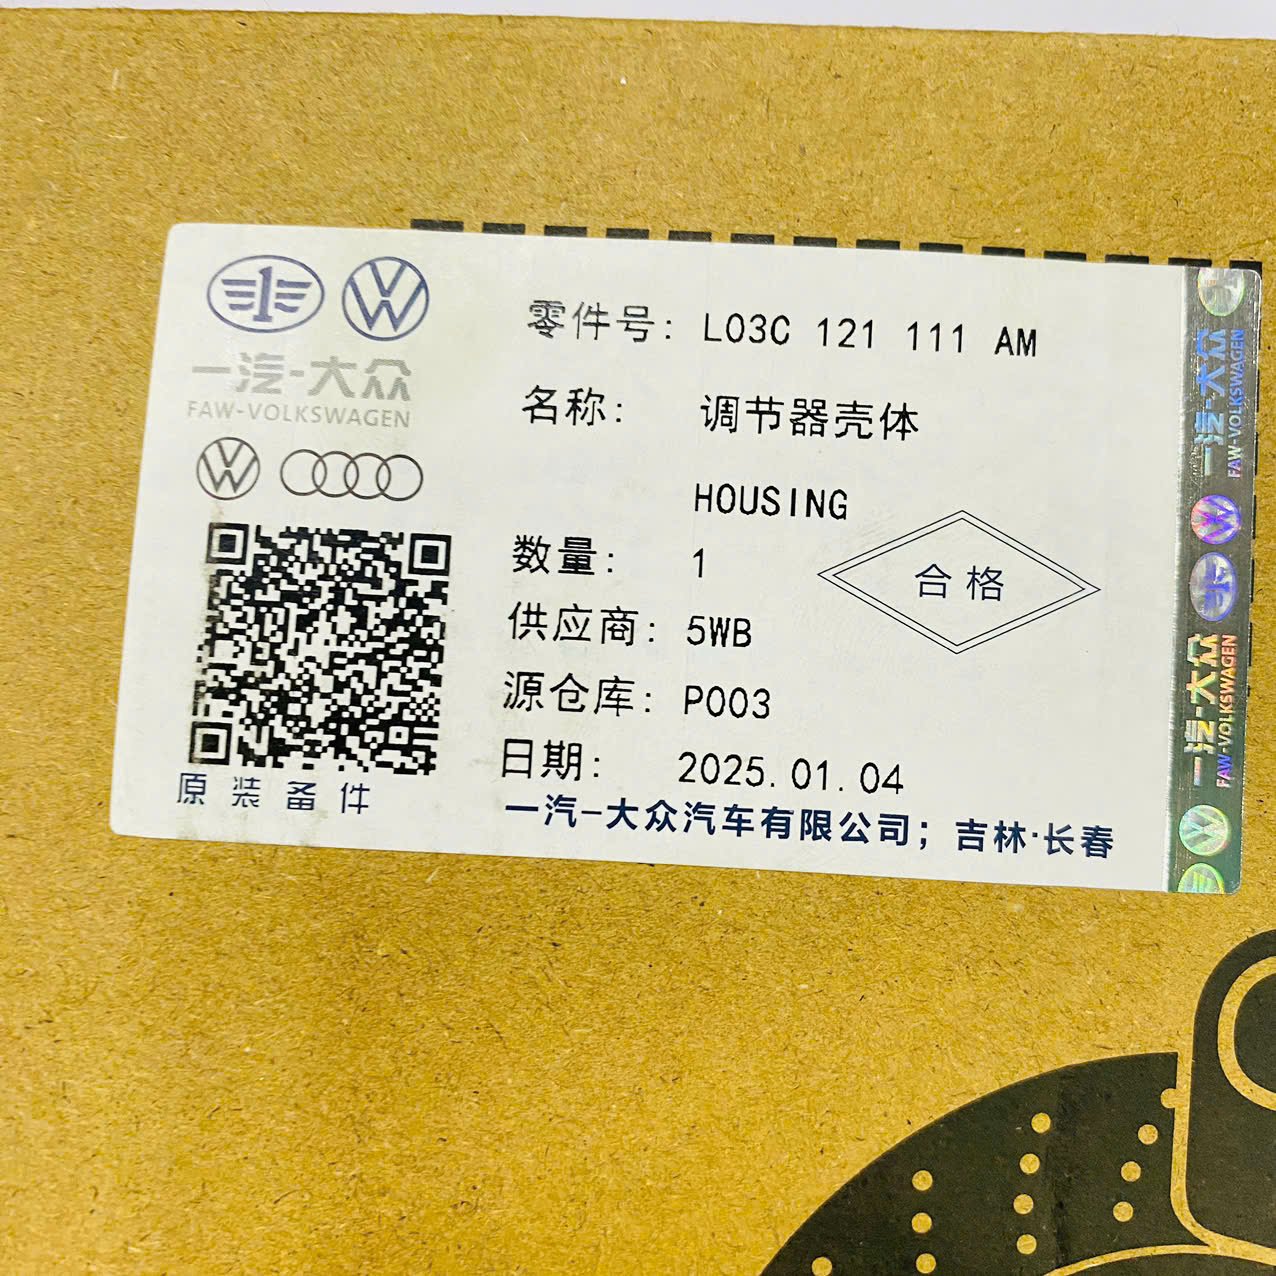 一汽-大众
FAW-VOLKSWAGEN
原装备件
零件号: L03C 121 111 AM
名称: 调节器壳体
HOUSING
数量: 1
供应商: 5WB
源仓库: P003
日期: 2025.01.04
合格
一汽-大众汽车有限公司; 吉林·长春
一汽-大众
FAW-VOLKSWAGEN
一汽-大众
FAW-VOLKSWAGEN